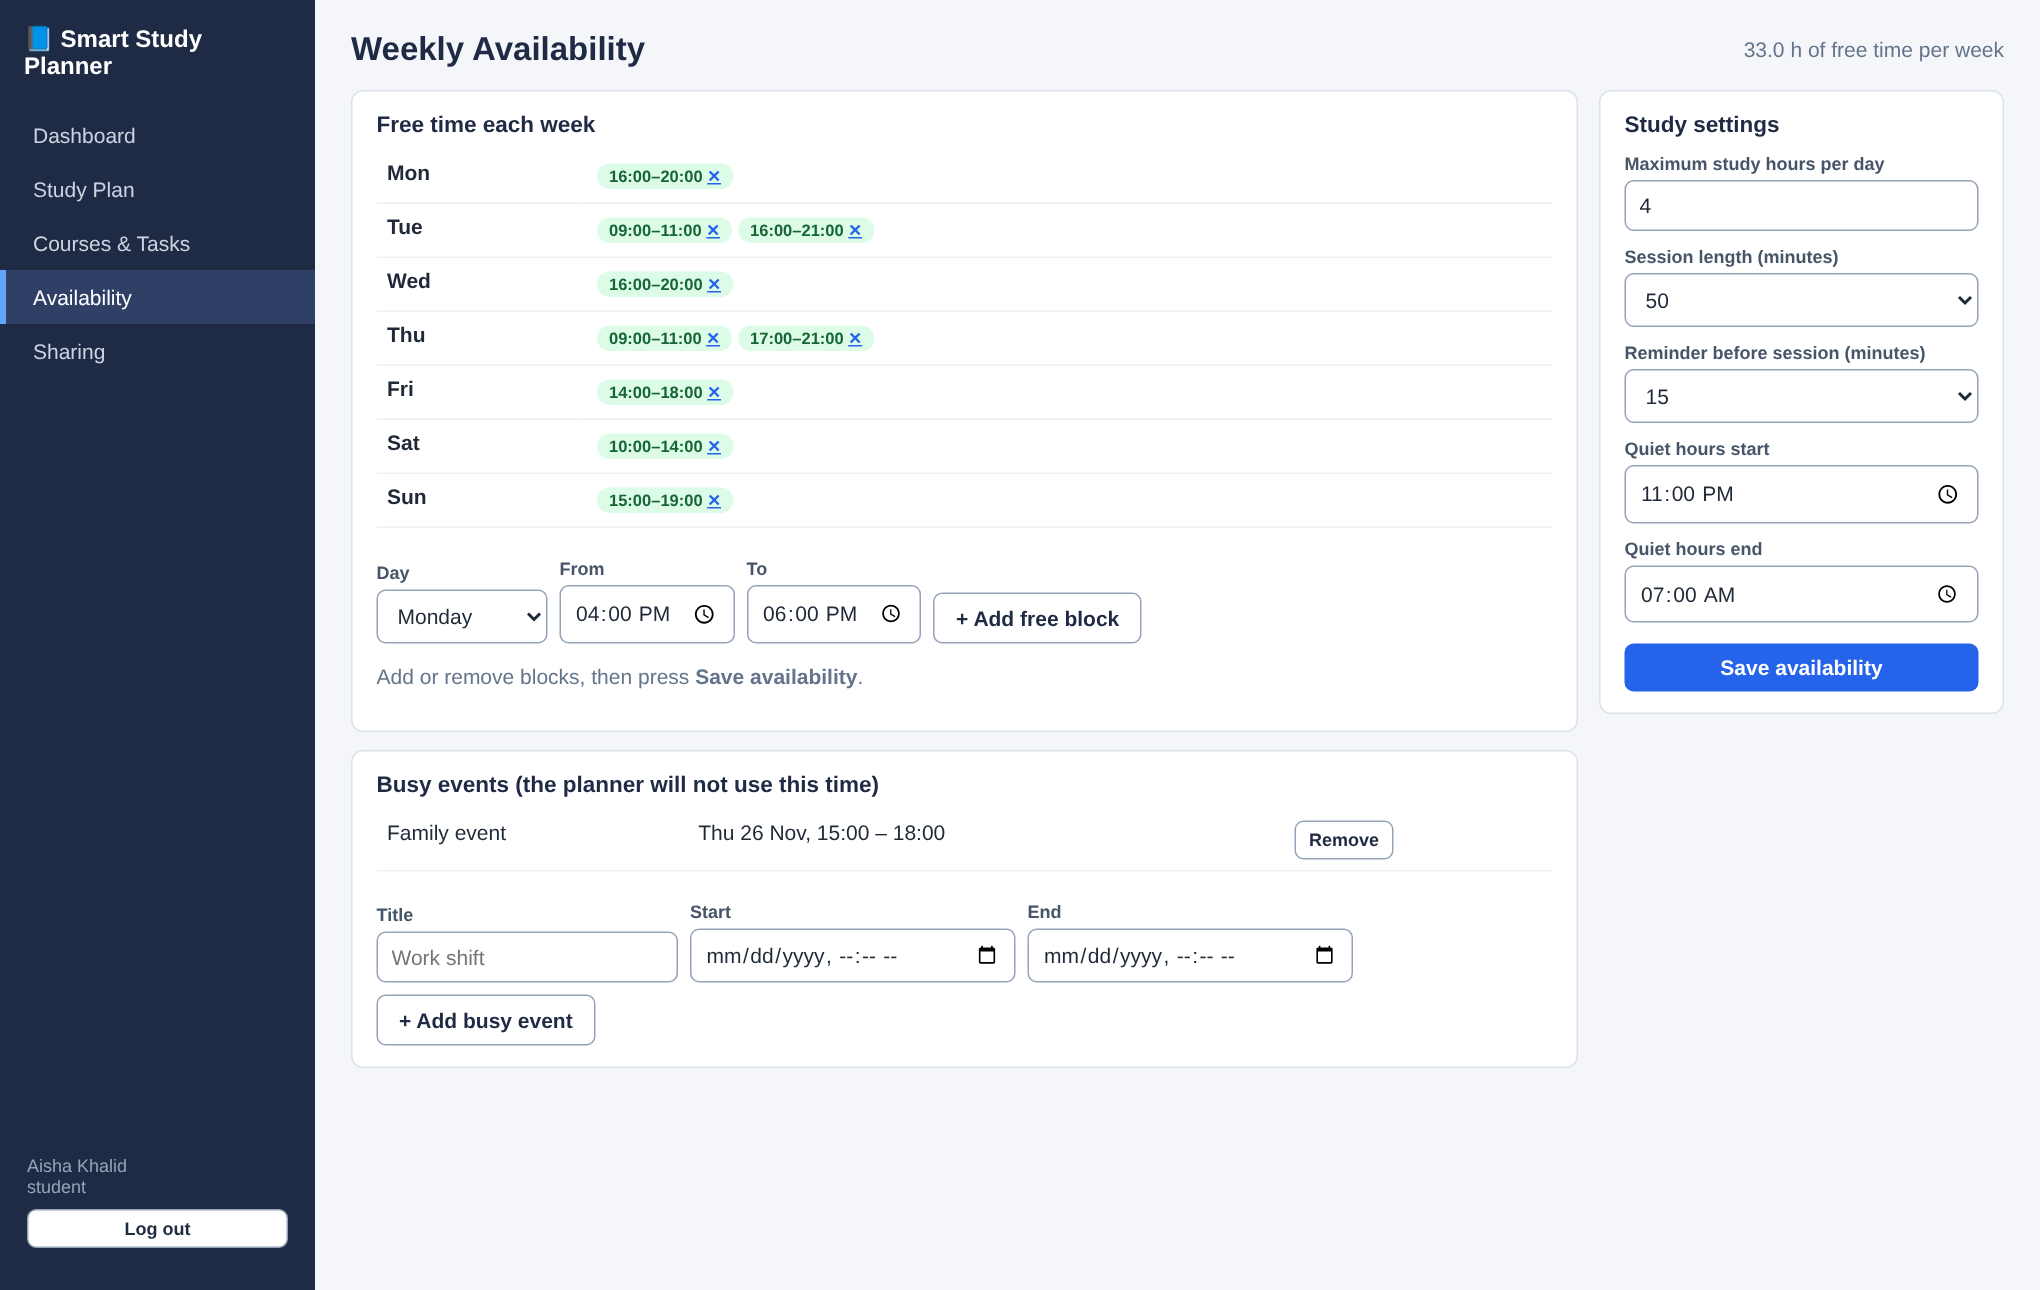 📘 Smart Study
Planner
Dashboard
Study Plan
Courses & Tasks
Availability
Sharing
Aisha Khalid
student
Log out
Weekly Availability
33.0 h of free time per week
Free time each week
Mon 16:00–20:00 ✕
Tue 09:00–11:00 ✕ 16:00–21:00 ✕
Wed 16:00–20:00 ✕
Thu 09:00–11:00 ✕ 17:00–21:00 ✕
Fri 14:00–18:00 ✕
Sat 10:00–14:00 ✕
Sun 15:00–19:00 ✕
Day From To
Monday 04:00 PM 06:00 PM + Add free block
Add or remove blocks, then press Save availability.
Busy events (the planner will not use this time)
Family event Thu 26 Nov, 15:00 – 18:00 Remove
Title Start End
Work shift mm/dd/yyyy, --:-- -- mm/dd/yyyy, --:-- --
+ Add busy event
Study settings
Maximum study hours per day
4
Session length (minutes)
50
Reminder before session (minutes)
15
Quiet hours start
11:00 PM
Quiet hours end
07:00 AM
Save availability